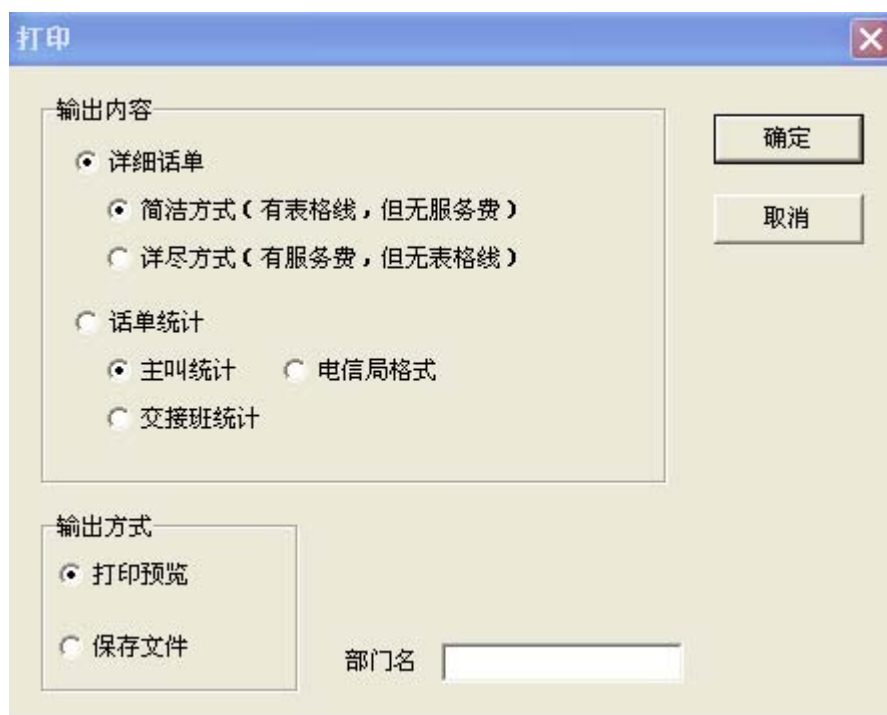 打印
输出内容
确定
详细话单
简洁方式(有表格线,但无服务费)
取消
详尽方式(有服务费,但无表格线)
话单统计
主叫统计 电信局格式
交接班统计
输出方式
打印预览
保存文件
部门名